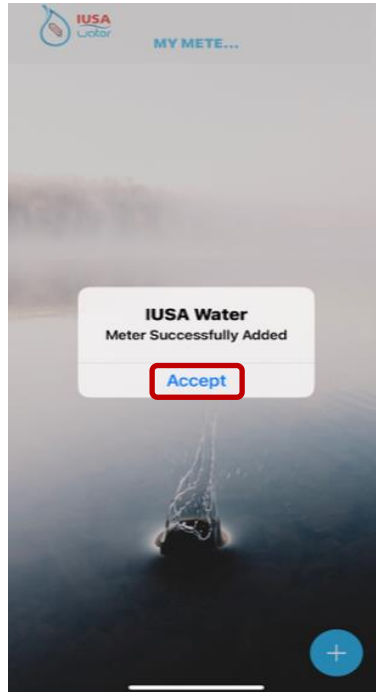 IUSA
water
MY METE...
IUSA Water
Meter Successfully Added
Accept
+